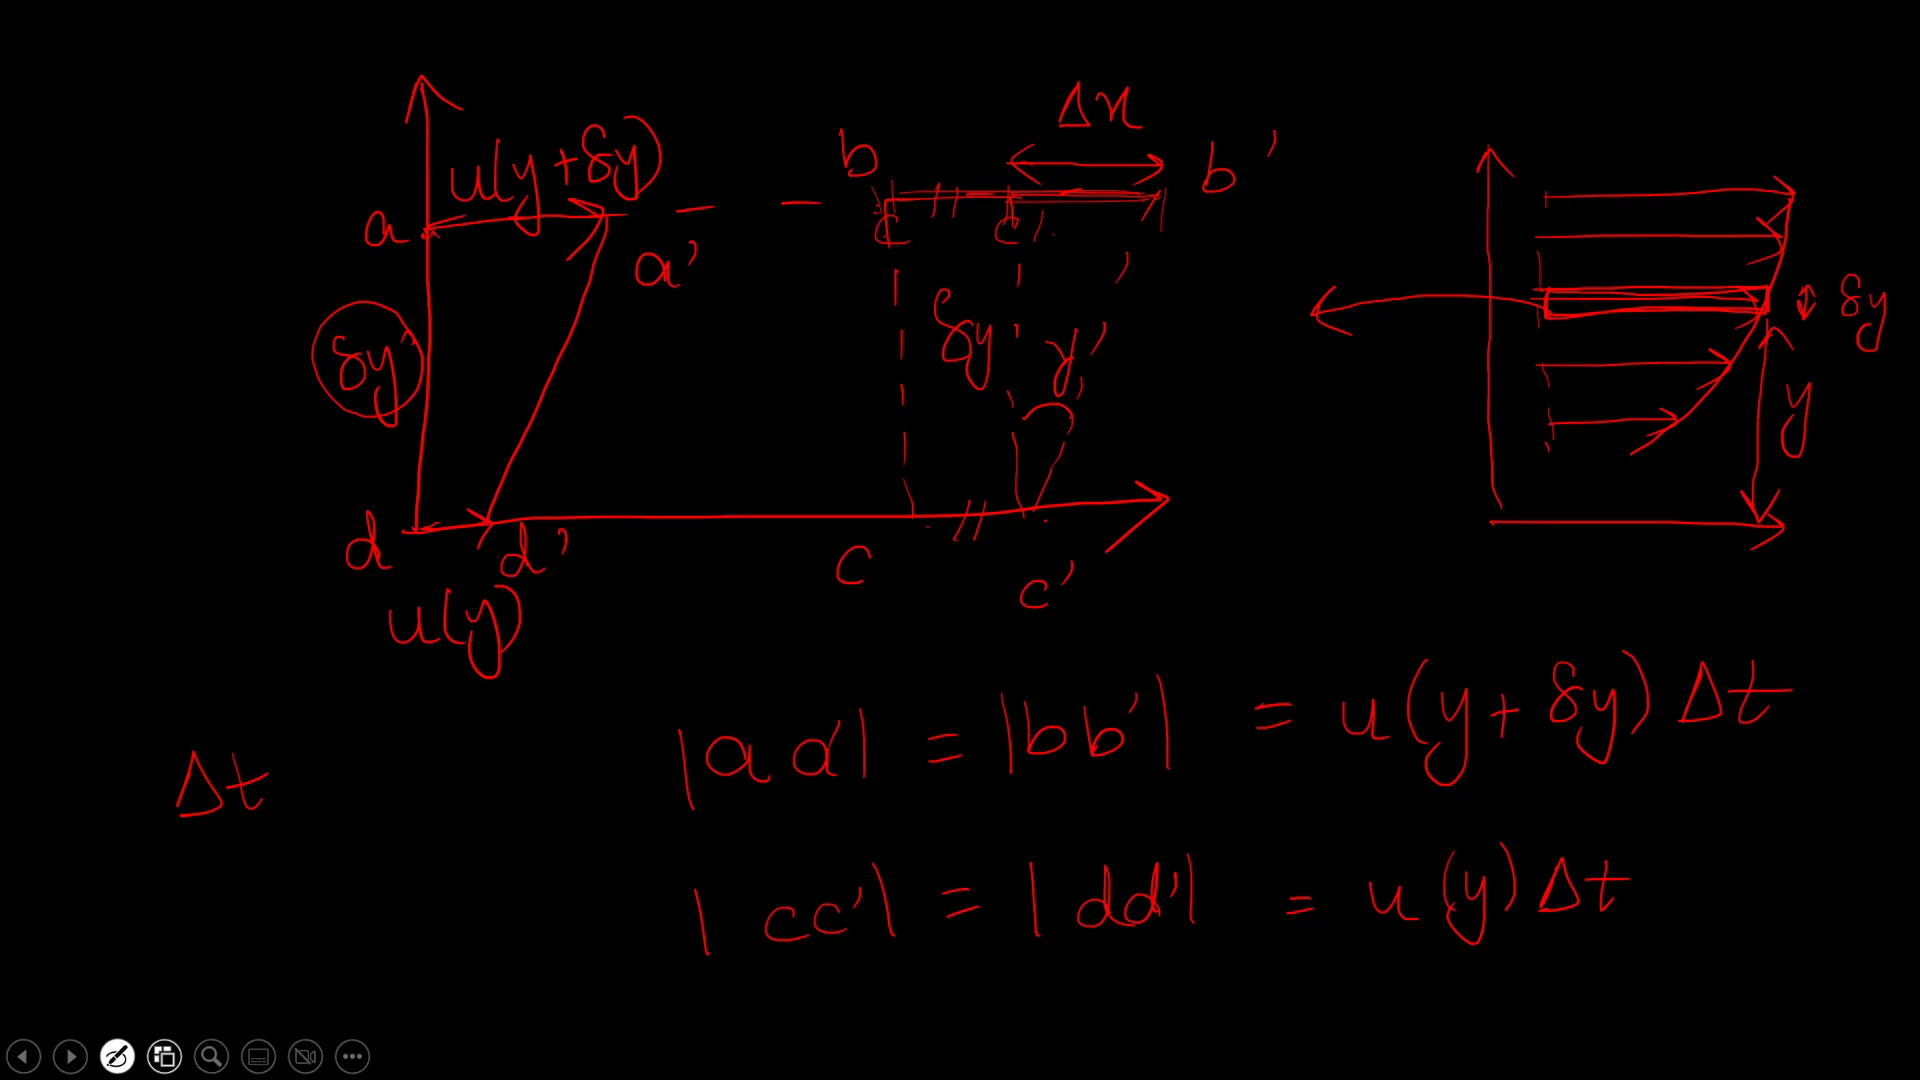 Δx
b b'
u(y+δy)
a a'
c c'
δy δy γ' δy
y
d d' c c'
u(y)
|aa'| = |bb'| = u(y+δy)Δt
Δt
|cc'| = |dd'| = u(y)Δt